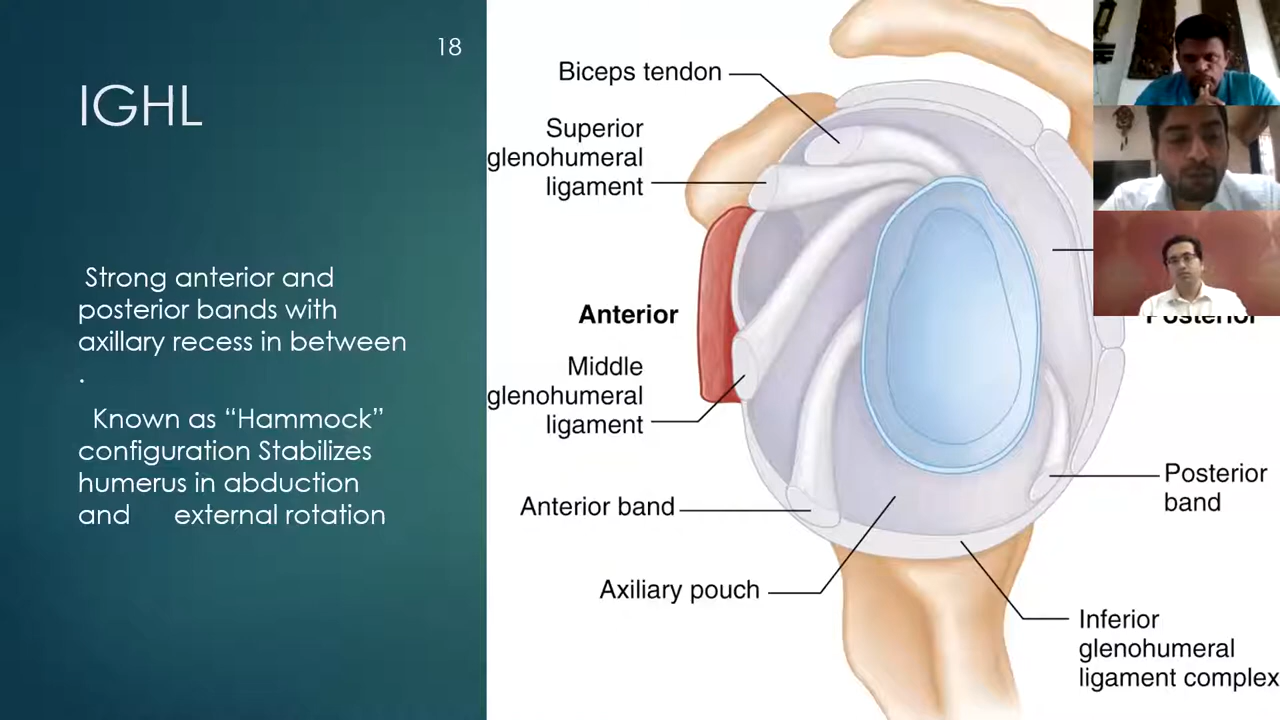 18
IGHL
Strong anterior and
posterior bands with
axillary recess in between
.
Known as “Hammock”
configuration Stabilizes
humerus in abduction
and external rotation
Biceps tendon
Superior
glenohumeral
ligament
Anterior
Middle
glenohumeral
ligament
Anterior band
Axiliary pouch
Posterior
Posterior
band
Inferior
glenohumeral
ligament complex